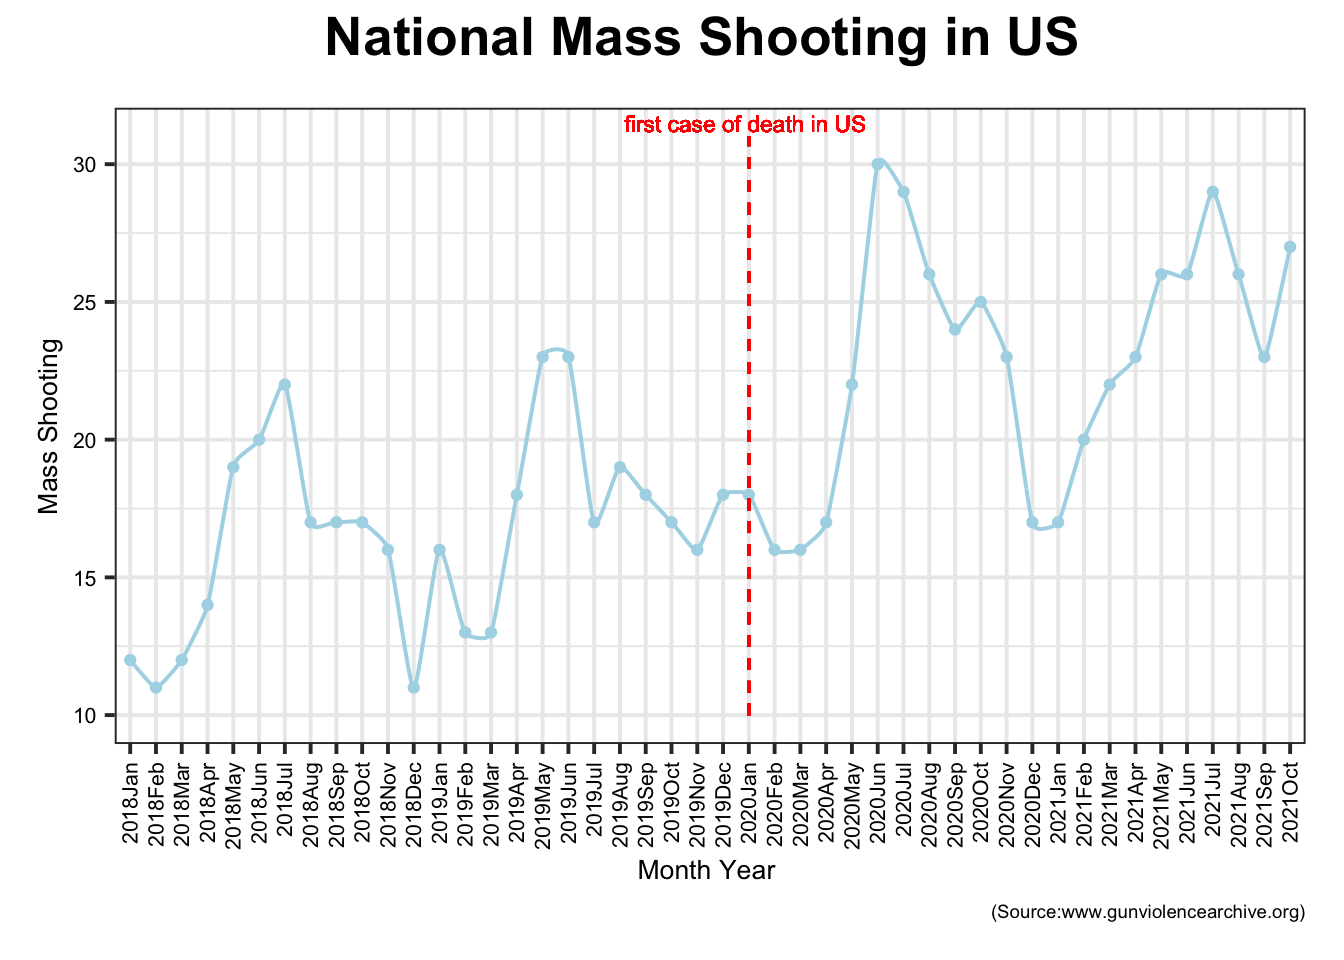 National Mass Shooting in US
first case of death in US
30
25
20
15
10
Mass Shooting
2018Jan
2018Feb
2018Mar
2018Apr
2018May
2018Jun
2018Jul
2018Aug
2018Sep
2018Oct
2018Nov
2018Dec
2019Jan
2019Feb
2019Mar
2019Apr
2019May
2019Jun
2019Jul
2019Aug
2019Sep
2019Oct
2019Nov
2019Dec
2020Jan
2020Feb
2020Mar
2020Apr
2020May
2020Jun
2020Jul
2020Aug
2020Sep
2020Oct
2020Nov
2020Dec
2021Jan
2021Feb
2021Mar
2021Apr
2021May
2021Jun
2021Jul
2021Aug
2021Sep
2021Oct
Month Year
(Source:www.gunviolencearchive.org)